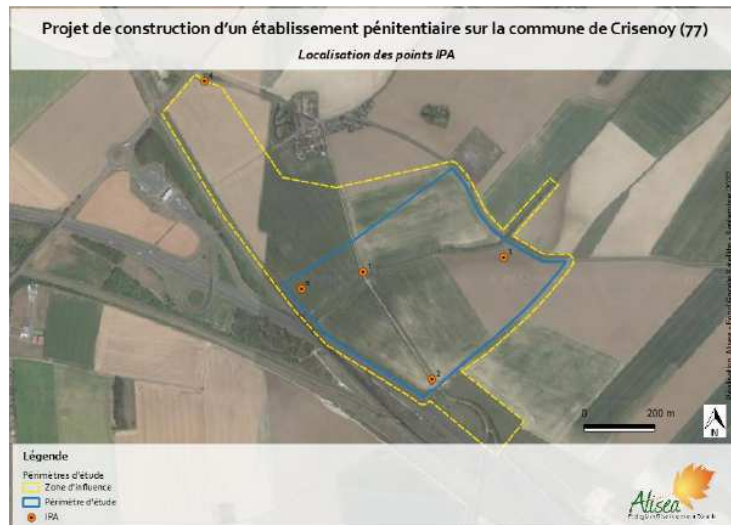 Projet de construction d'un établissement pénitentiaire sur la commune de Crisenoy (77)
Localisation des points IPA
2
0 200 m
N
Légende
Périmètres d'étude
Zone d'influence
Périmètre d'étude
IPA
Alisea